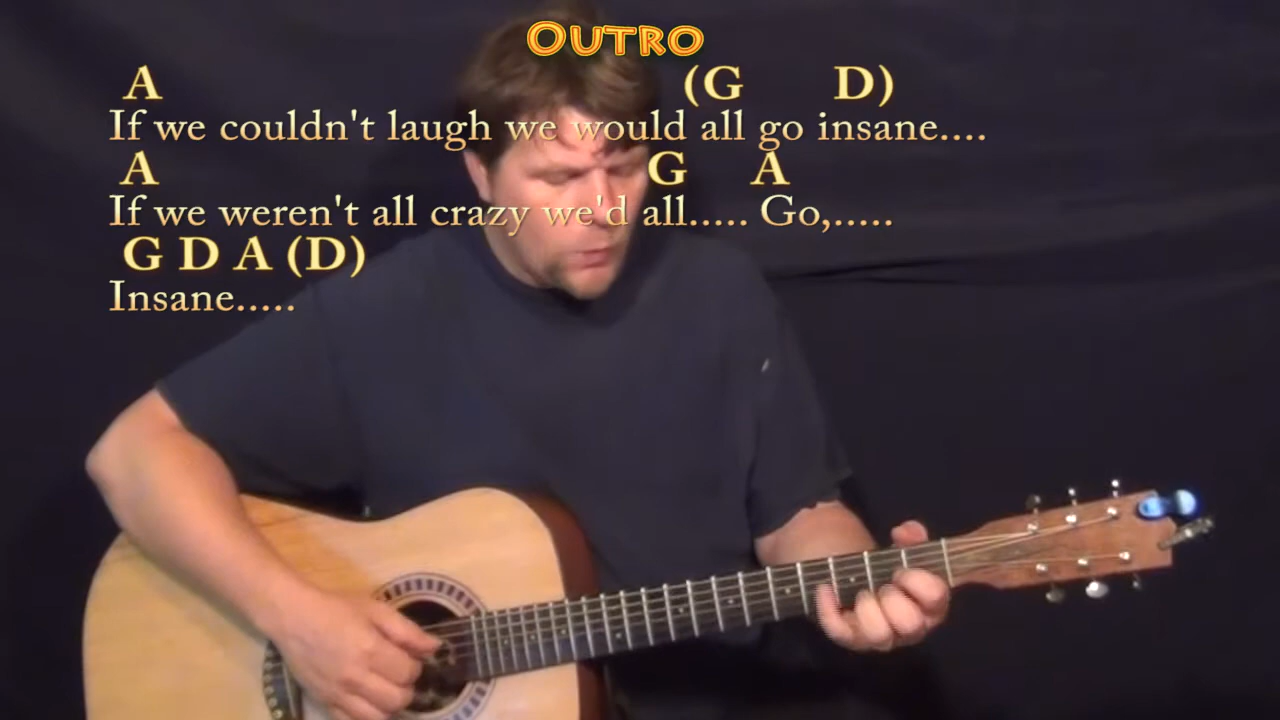 OUTRO
A (G D)
If we couldn't laugh we would all go insane....
A G A
If we weren't all crazy we'd all..... Go,.....
G D A (D)
Insane.....